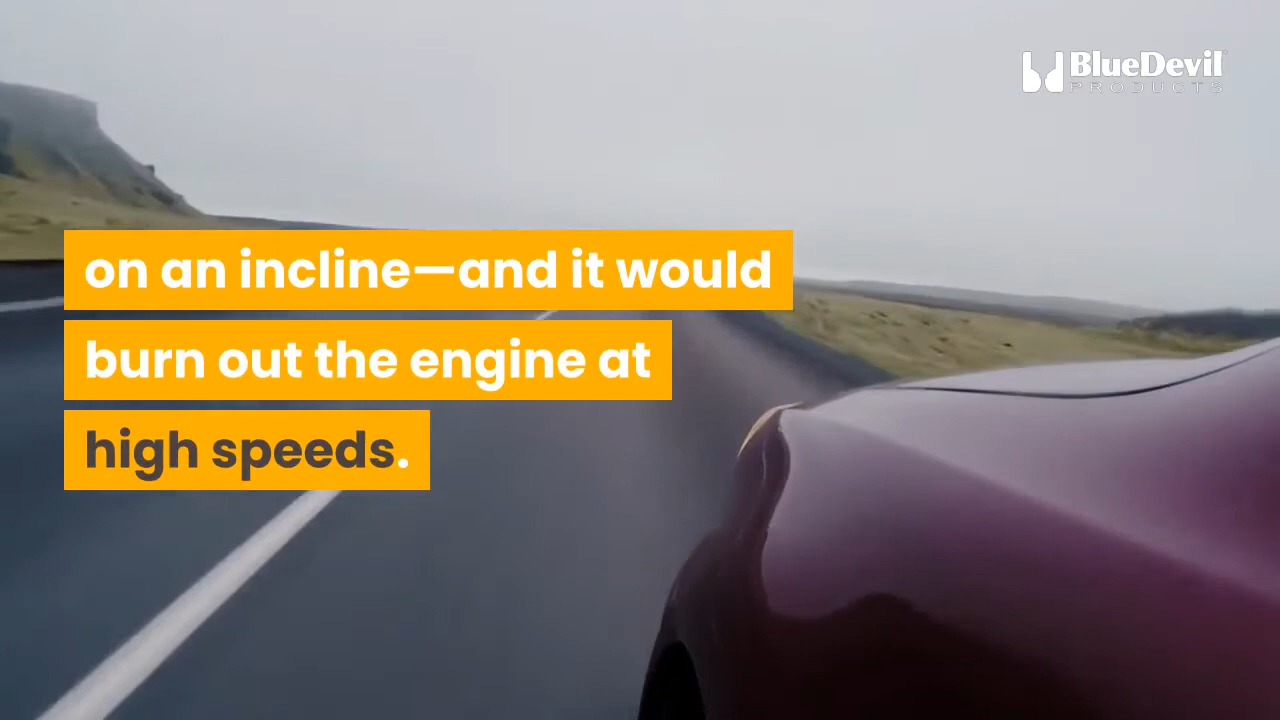 BlueDevil
PRODUCTS
on an incline—and it would
burn out the engine at
high speeds.